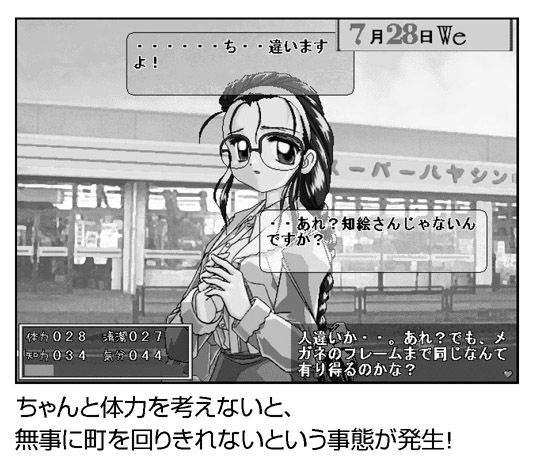 7月28日We
・・・・・・ち・・違います
よ！
スーパーハヤシン
・・あれ？知絵さんじゃないん
ですか？
体力028 清潔027
知力034 気分044
人違いか・・。あれ？でも、メ
ガネのフレームまで同じなんて
有り得るのかな？
ちゃんと体力を考えないと、
無事に町を回りきれないという事態が発生!